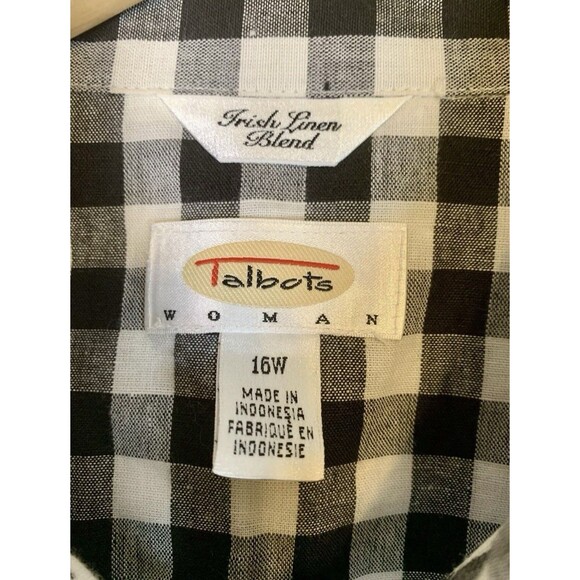 Irish Linen
Blend
Talbots
WOMAN
16W
MADE IN
INDONESIA
FABRIQUÉ EN
INDONESIE